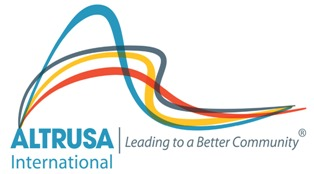 ALTRUSA | Leading to a Better Community®
International